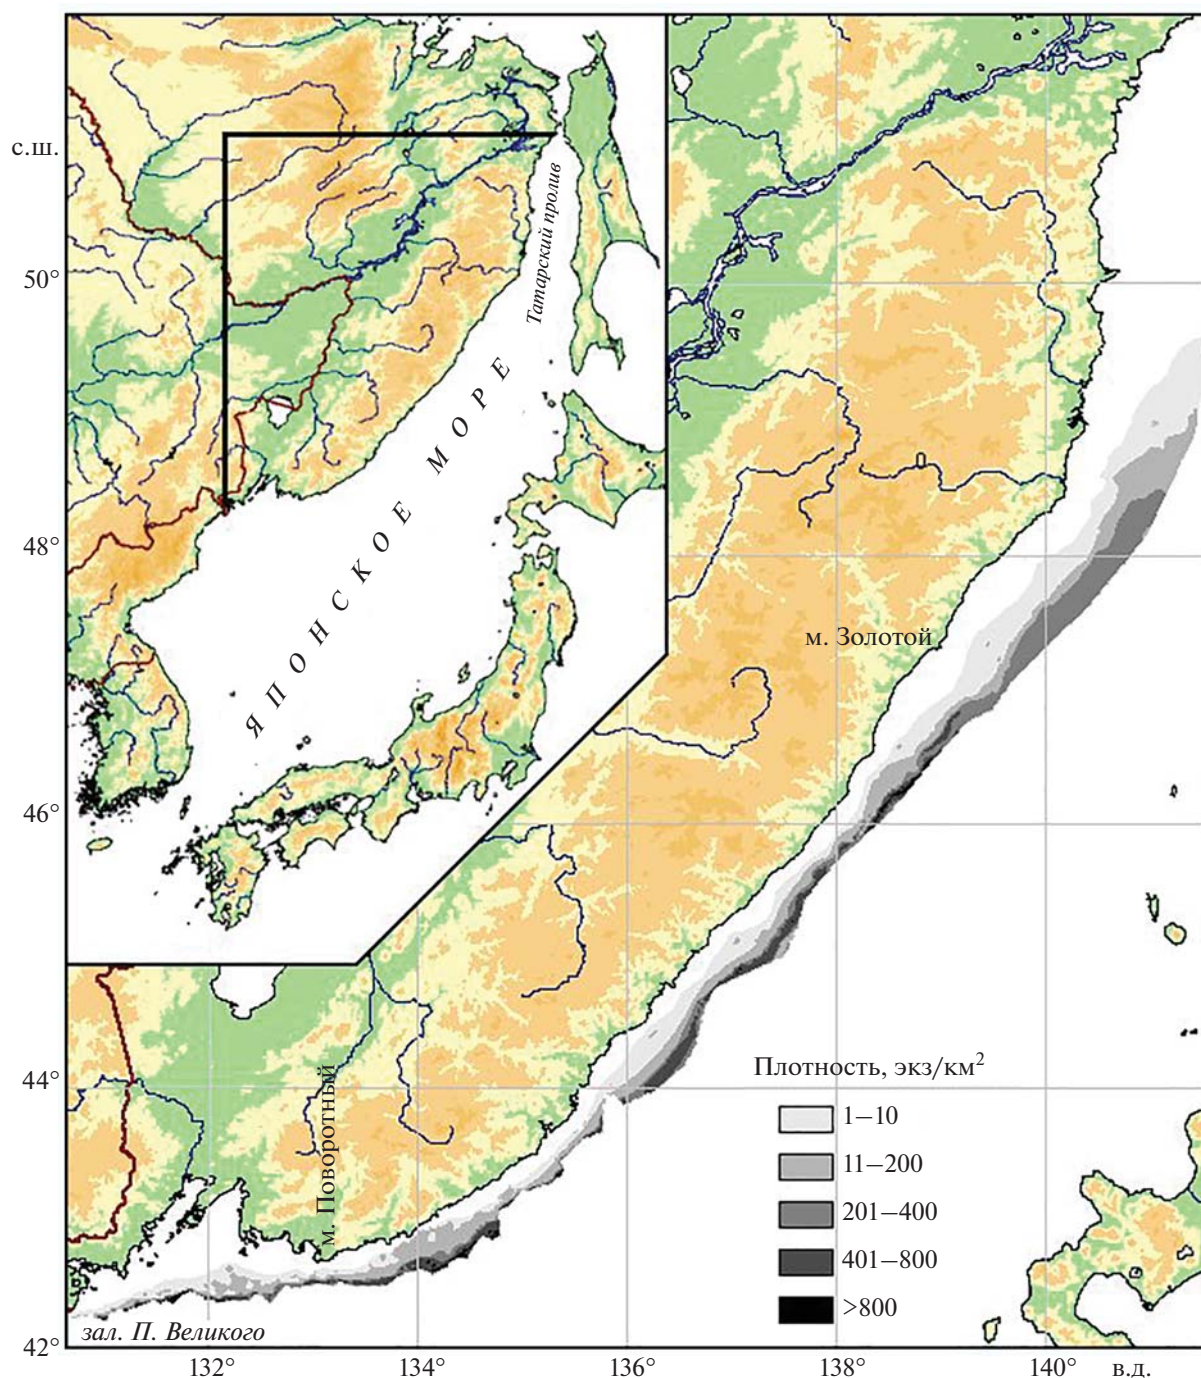 с.ш.
50°
48°
46°
44°
42°
Татарский пролив
ЯПОНСКОЕ МОРЕ
м. Золотой
м. Поворотный
зал. П. Великого
Плотность, экз/км²
1–10
11–200
201–400
401–800
>800
132°
134°
136°
138°
140°
в.д.